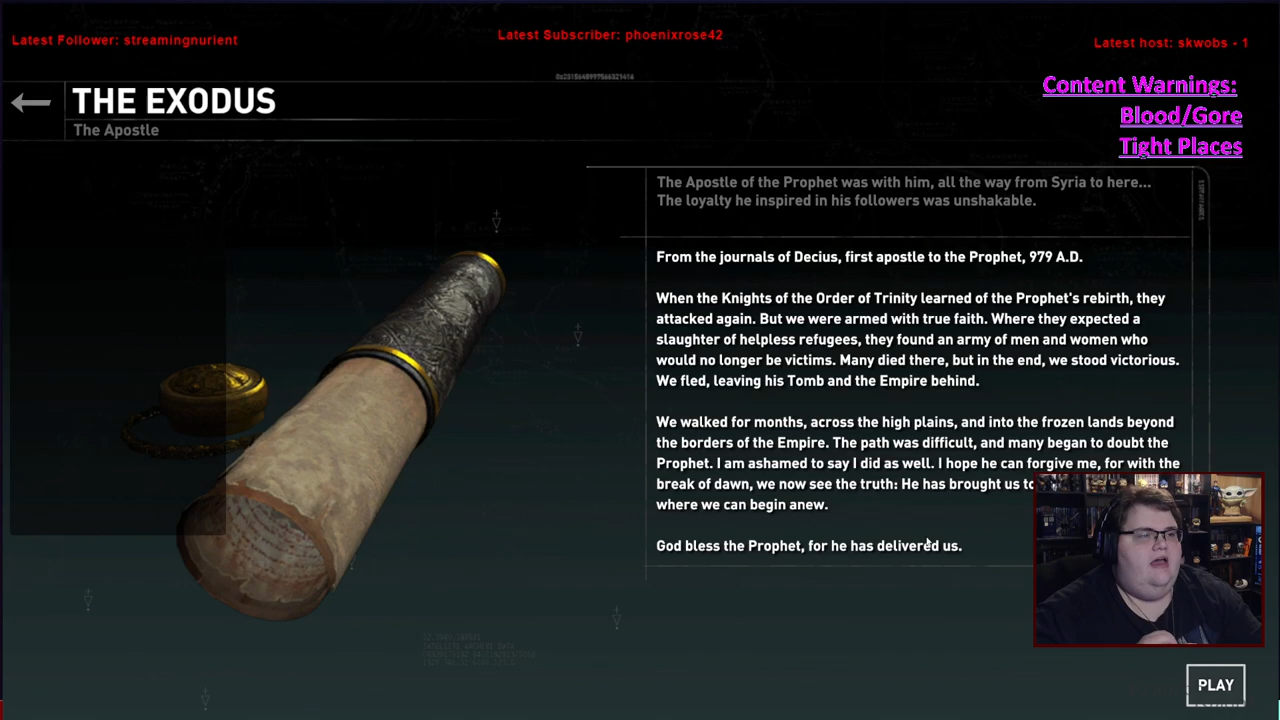 Latest Follower: streamingnurient
Latest Subscriber: phoenixrose42
Latest host: skwobs - 1
Content Warnings:
Blood/Gore
Tight Places
THE EXODUS
The Apostle
The Apostle of the Prophet was with him, all the way from Syria to here...
The loyalty he inspired in his followers was unshakable.
From the journals of Decius, first apostle to the Prophet, 979 A.D.
When the Knights of the Order of Trinity learned of the Prophet's rebirth, they
attacked again. But we were armed with true faith. Where they expected a
slaughter of helpless refugees, they found an army of men and women who
would no longer be victims. Many died there, but in the end, we stood victorious.
We fled, leaving his Tomb and the Empire behind.
We walked for months, across the high plains, and into the frozen lands beyond
the borders of the Empire. The path was difficult, and many began to doubt the
Prophet. I am ashamed to say I did as well. I hope he can forgive me, for with the
break of dawn, we now see the truth: He has brought us to
where we can begin anew.
God bless the Prophet, for he has delivered us.
PLAY